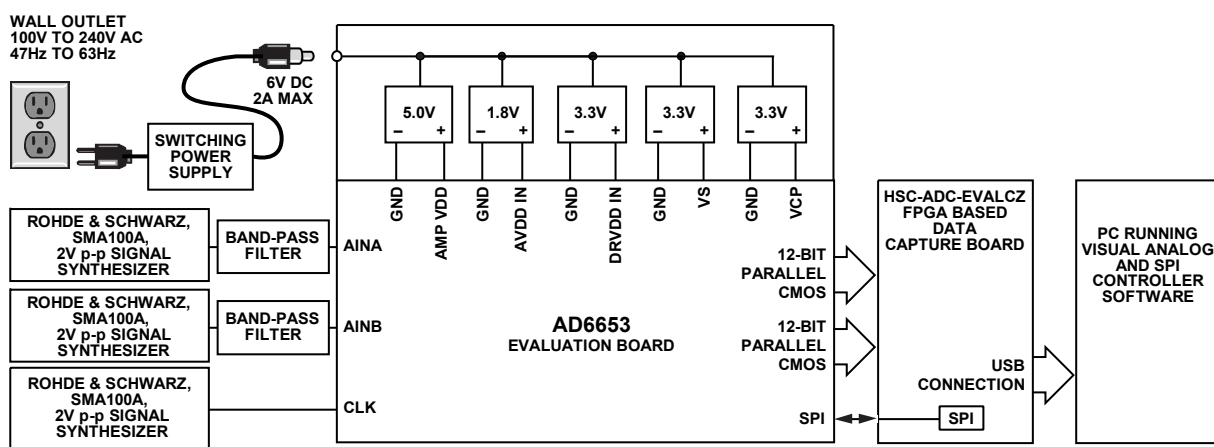 WALL OUTLET
100V TO 240V AC
47Hz TO 63Hz
6V DC
2A MAX
SWITCHING
POWER
SUPPLY
5.0V
– +
1.8V
– +
3.3V
– +
3.3V
– +
3.3V
– +
GND
AMP VDD
GND
AVDD IN
GND
DRVDD IN
GND
VS
GND
VCP
ROHDE & SCHWARZ,
SMA100A,
2V p-p SIGNAL
SYNTHESIZER
BAND-PASS
FILTER
AINA
ROHDE & SCHWARZ,
SMA100A,
2V p-p SIGNAL
SYNTHESIZER
BAND-PASS
FILTER
AINB
ROHDE & SCHWARZ,
SMA100A,
2V p-p SIGNAL
SYNTHESIZER
CLK
AD6653
EVALUATION BOARD
12-BIT
PARALLEL
CMOS
12-BIT
PARALLEL
CMOS
SPI
HSC-ADC-EVALCZ
FPGA BASED
DATA
CAPTURE BOARD
USB
CONNECTION
SPI
PC RUNNING
VISUAL ANALOG
AND SPI
CONTROLLER
SOFTWARE